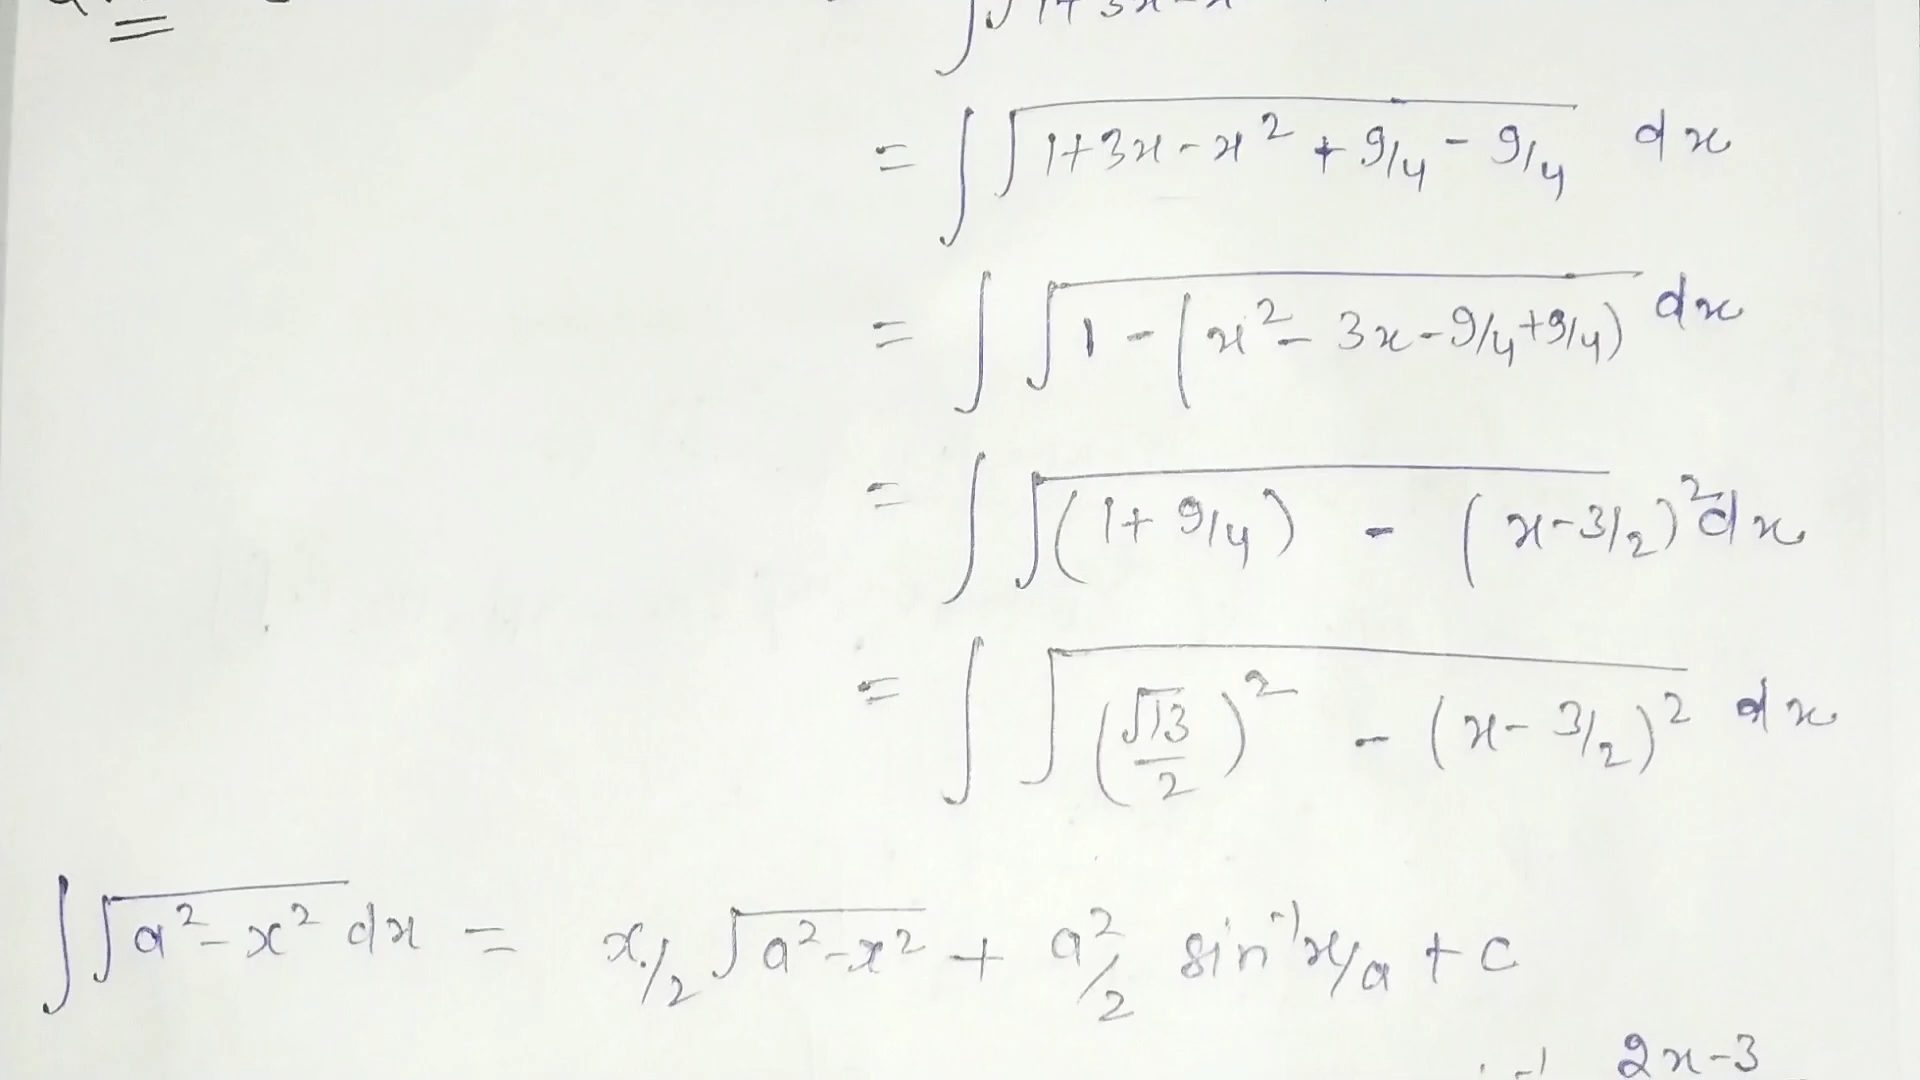 = ∫√(1+3x-x² + 9/4 - 9/4) dx
= ∫√(1-(x²-3x-9/4+9/4)) dx
= ∫√((1+9/4) - (x-3/2)²) dx
= ∫√((√13/2)² - (x-3/2)²) dx
∫√(a²-x²) dx = x/2 √(a²-x²) + a²/2 sin⁻¹x/a + c
2x-3